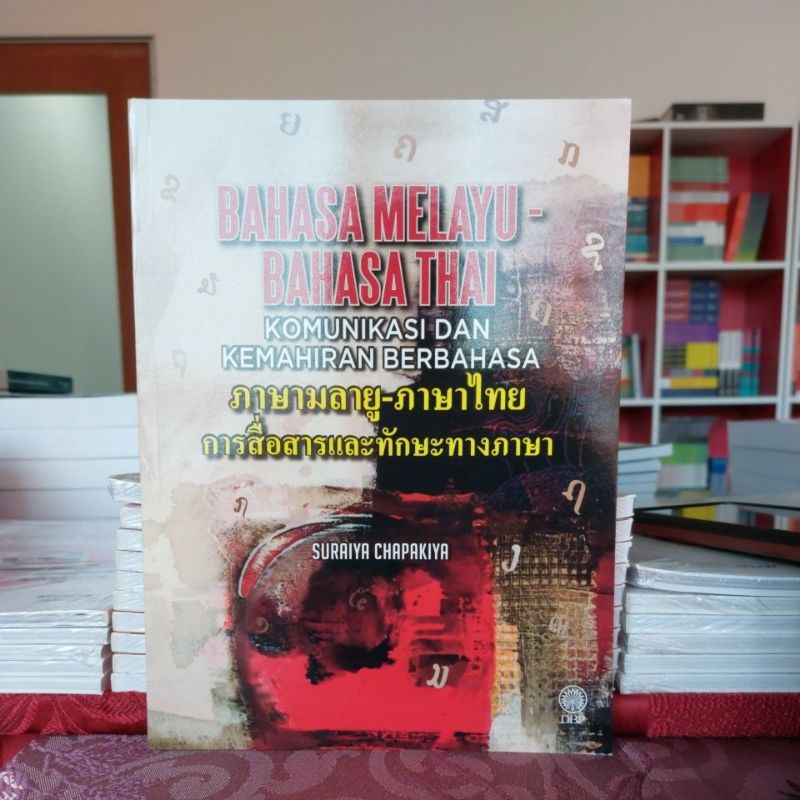 BAHASA MELAYU -
BAHASA THAI
KOMUNIKASI DAN
KEMAHIRAN BERBAHASA
ภาษามลายู-ภาษาไทย
การสื่อสารและทักษะทางภาษา
SURAIYA CHAPAKIYA
DBP